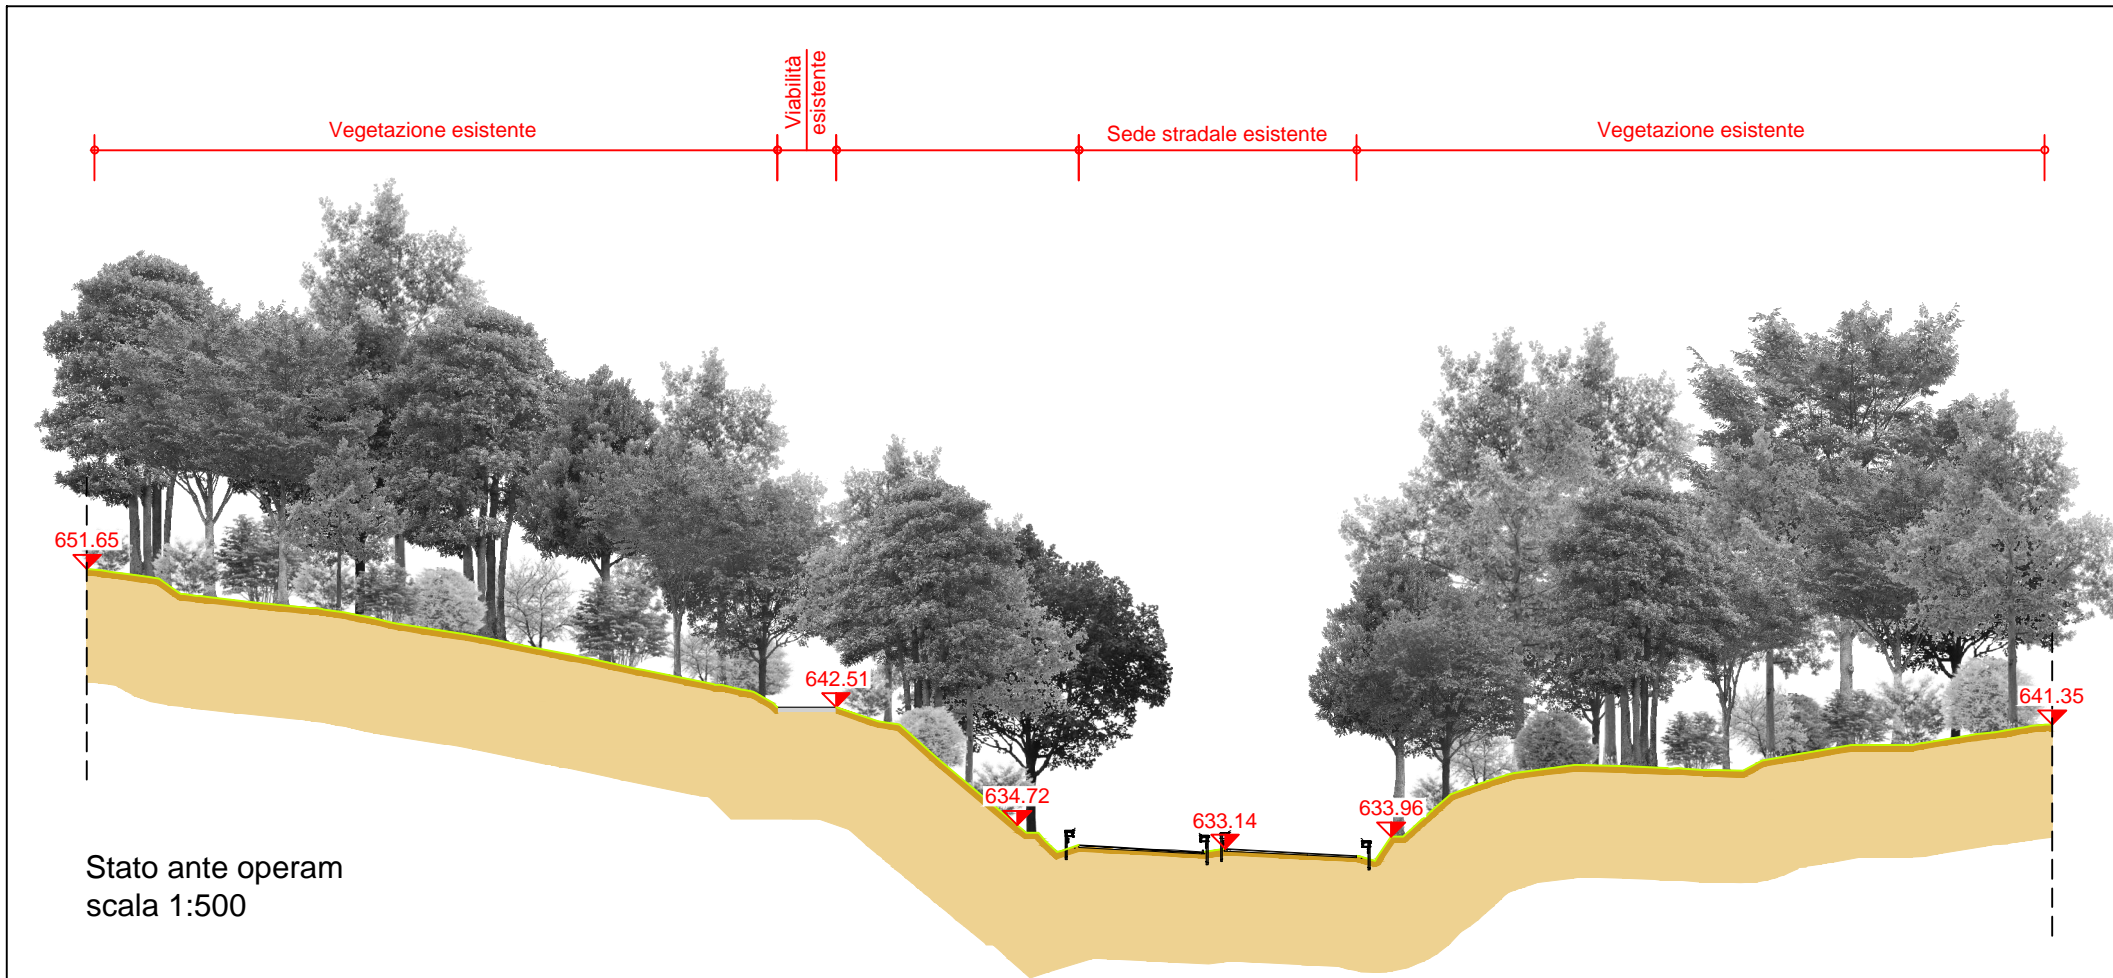 Viabilità
esistente
Vegetazione esistente
Sede stradale esistente
Vegetazione esistente
651.65
642.51
634.72
633.14
633.96
641.35
Stato ante operam
scala 1:500